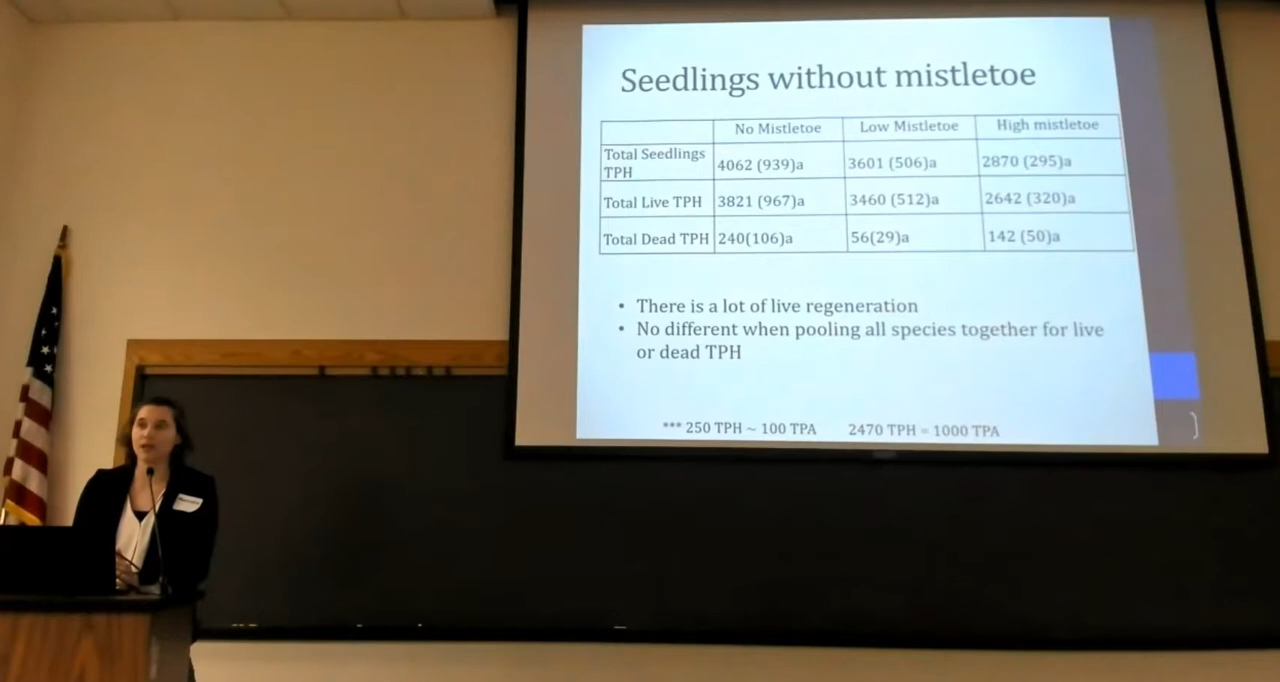 Seedlings without mistletoe
No Mistletoe Low Mistletoe High mistletoe
Total Seedlings
TPH 4062 (939)a 3601 (506)a 2870 (295)a
Total Live TPH 3821 (967)a 3460 (512)a 2642 (320)a
Total Dead TPH 240(106)a 56(29)a 142 (50)a
• There is a lot of live regeneration
• No different when pooling all species together for live
or dead TPH
*** 250 TPH ~ 100 TPA 2470 TPH = 1000 TPA